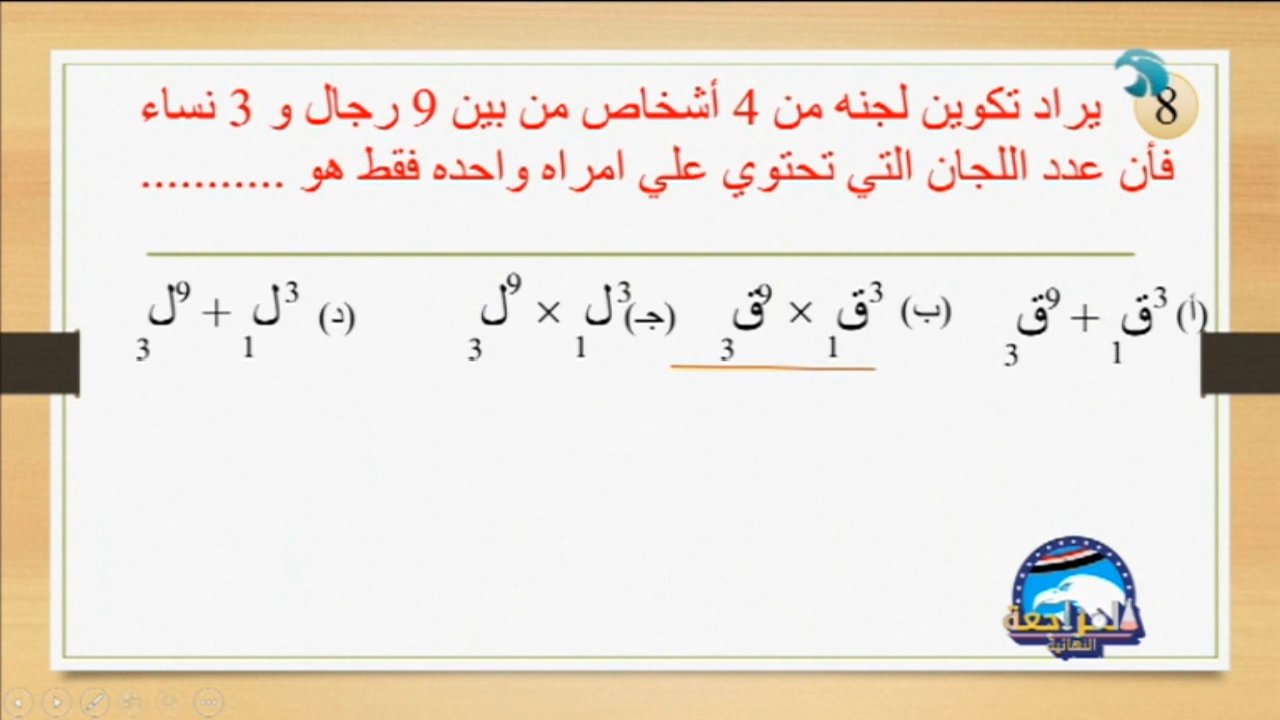 8 يراد تكوين لجنه من 4 أشخاص من بين 9 رجال و 3 نساء
فأن عدد اللجان التي تحتوي علي امراه واحده فقط هو ...........
(أ) ³ق₁ + ⁹ق₃ (ب) ³ق₁ × ⁹ق₃ (جـ) ³ل₁ × ⁹ل₃ (د) ³ل₁ + ⁹ل₃
المراجعة
النهائية